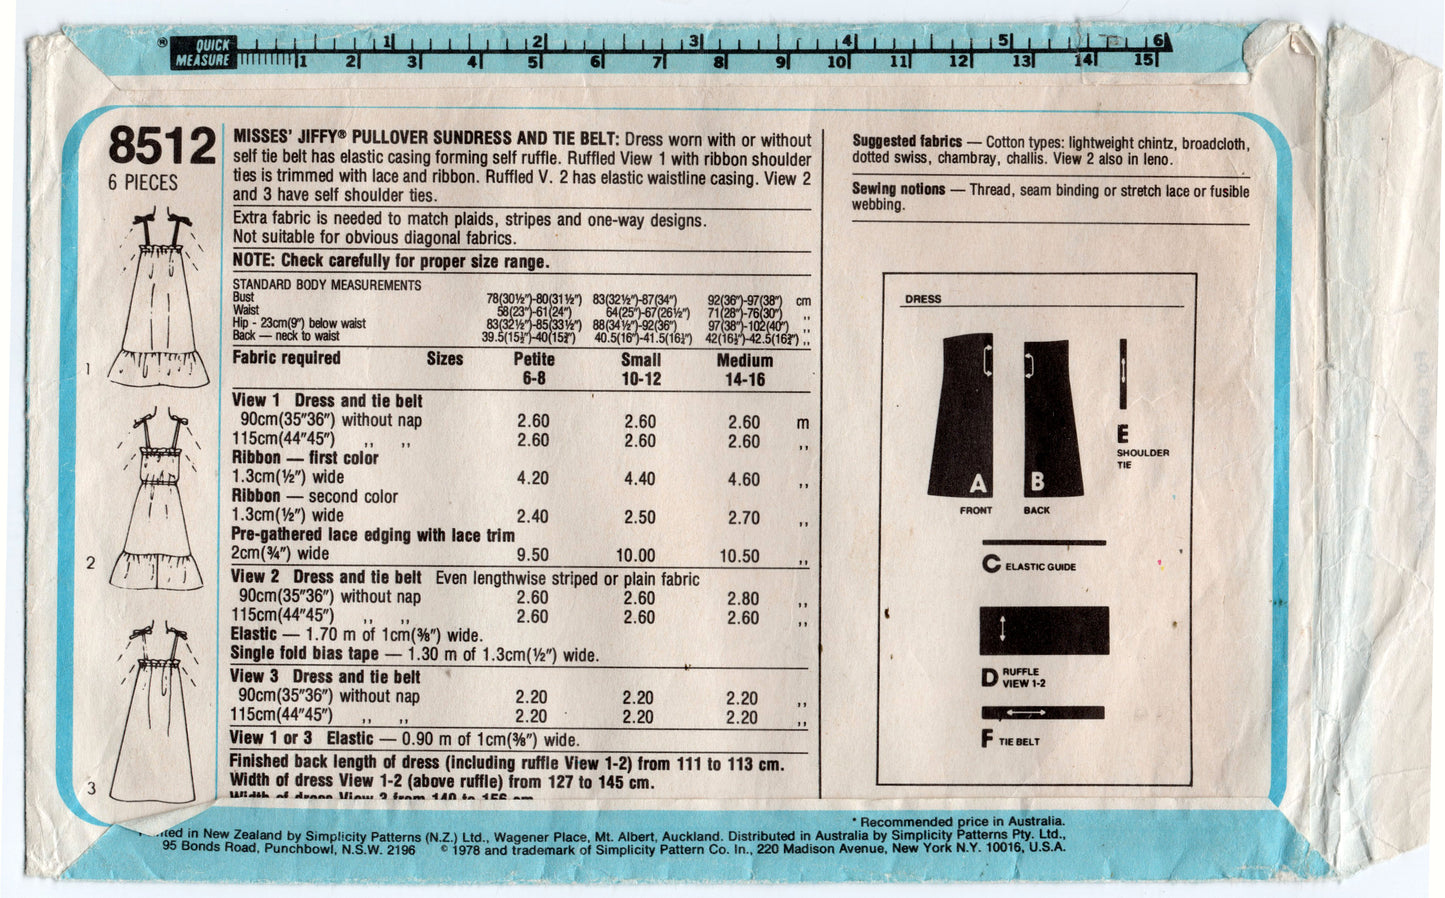 ® QUICK MEASURE 1 2 3 4 5 6
1 2 3 4 5 6 7 8 9 10 11 12 13 14 15
8512
6 PIECES
1
2
3
MISSES' JIFFY® PULLOVER SUNDRESS AND TIE BELT: Dress worn with or without
self tie belt has elastic casing forming self ruffle. Ruffled View 1 with ribbon shoulder
ties is trimmed with lace and ribbon. Ruffled V. 2 has elastic waistline casing. View 2
and 3 have self shoulder ties.
Extra fabric is needed to match plaids, stripes and one-way designs.
Not suitable for obvious diagonal fabrics.
NOTE: Check carefully for proper size range.
STANDARD BODY MEASUREMENTS
Bust 78(30½")-80(31½") 83(32½")-87(34") 92(36")-97(38") cm
Waist 58(23")-61(24") 64(25")-67(26½") 71(28")-76(30") ,,
Hip - 23cm(9") below waist 83(32½")-85(33½") 88(34½")-92(36") 97(38")-102(40") ,,
Back — neck to waist 39.5(15½")-40(15¾") 40.5(16")-41.5(16¼") 42(16½")-42.5(16¾") ,,
Fabric required Sizes Petite Small Medium
6-8 10-12 14-16
View 1 Dress and tie belt
90cm(35"36") without nap 2.60 2.60 2.60 m
115cm(44"45") ,, ,, 2.60 2.60 2.60 ,,
Ribbon — first color
1.3cm(½") wide 4.20 4.40 4.60 ,,
Ribbon — second color
1.3cm(½") wide 2.40 2.50 2.70 ,,
Pre-gathered lace edging with lace trim
2cm(¾") wide 9.50 10.00 10.50 ,,
View 2 Dress and tie belt Even lengthwise striped or plain fabric
90cm(35"36") without nap 2.60 2.60 2.80 ,,
115cm(44"45") ,, ,, 2.60 2.60 2.60 ,,
Elastic — 1.70 m of 1cm(⅜") wide.
Single fold bias tape — 1.30 m of 1.3cm(½") wide.
View 3 Dress and tie belt
90cm(35"36") without nap 2.20 2.20 2.20 ,,
115cm(44"45") ,, ,, 2.20 2.20 2.20 ,,
View 1 or 3 Elastic — 0.90 m of 1cm(⅜") wide.
Finished back length of dress (including ruffle View 1-2) from 111 to 113 cm.
Width of dress View 1-2 (above ruffle) from 127 to 145 cm.
Width of dress View 3 from 140 to 156 cm
Suggested fabrics — Cotton types: lightweight chintz, broadcloth,
dotted swiss, chambray, challis. View 2 also in leno.
Sewing notions — Thread, seam binding or stretch lace or fusible
webbing.
DRESS
A
FRONT
B
BACK
E
SHOULDER
TIE
C ELASTIC GUIDE
D RUFFLE
VIEW 1-2
F TIE BELT
* Recommended price in Australia.
Printed in New Zealand by Simplicity Patterns (N.Z.) Ltd., Wagener Place, Mt. Albert, Auckland. Distributed in Australia by Simplicity Patterns Pty. Ltd.,
95 Bonds Road, Punchbowl, N.S.W. 2196 © 1978 and trademark of Simplicity Pattern Co. In., 220 Madison Avenue, New York N.Y. 10016, U.S.A.